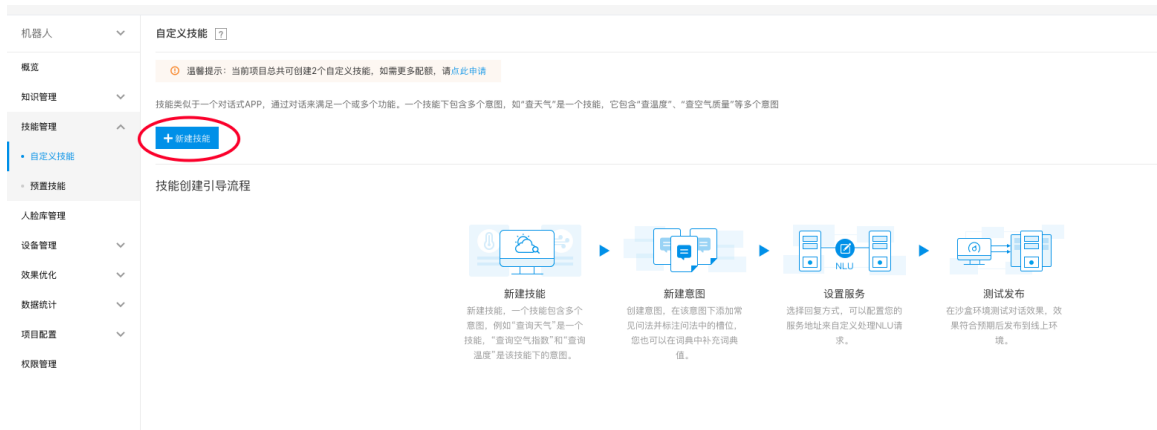 机器人
自定义技能 ?
概览
温馨提示：当前项目总共可创建2个自定义技能，如需更多配额，请点此申请
知识管理
技能类似于一个对话式APP，通过对话来满足一个或多个功能。一个技能下包含多个意图，如“查天气”是一个技能，它包含“查温度”、“查空气质量”等多个意图
技能管理
+新建技能
自定义技能
预置技能
技能创建引导流程
人脸库管理
设备管理
效果优化
数据统计
项目配置
权限管理
NLU
新建技能
新建技能，一个技能包含多个
意图，例如“查询天气”是一个
技能，“查询空气指数”和“查询
温度”是该技能下的意图。
新建意图
创建意图，在该意图下添加常
见问法并标注问法中的槽位，
您也可以在词典中补充词典
值。
设置服务
选择回复方式，可以配置您的
服务地址来自定义处理NLU请
求。
测试发布
在沙盒环境测试对话效果，效
果符合预期后发布到线上环
境。